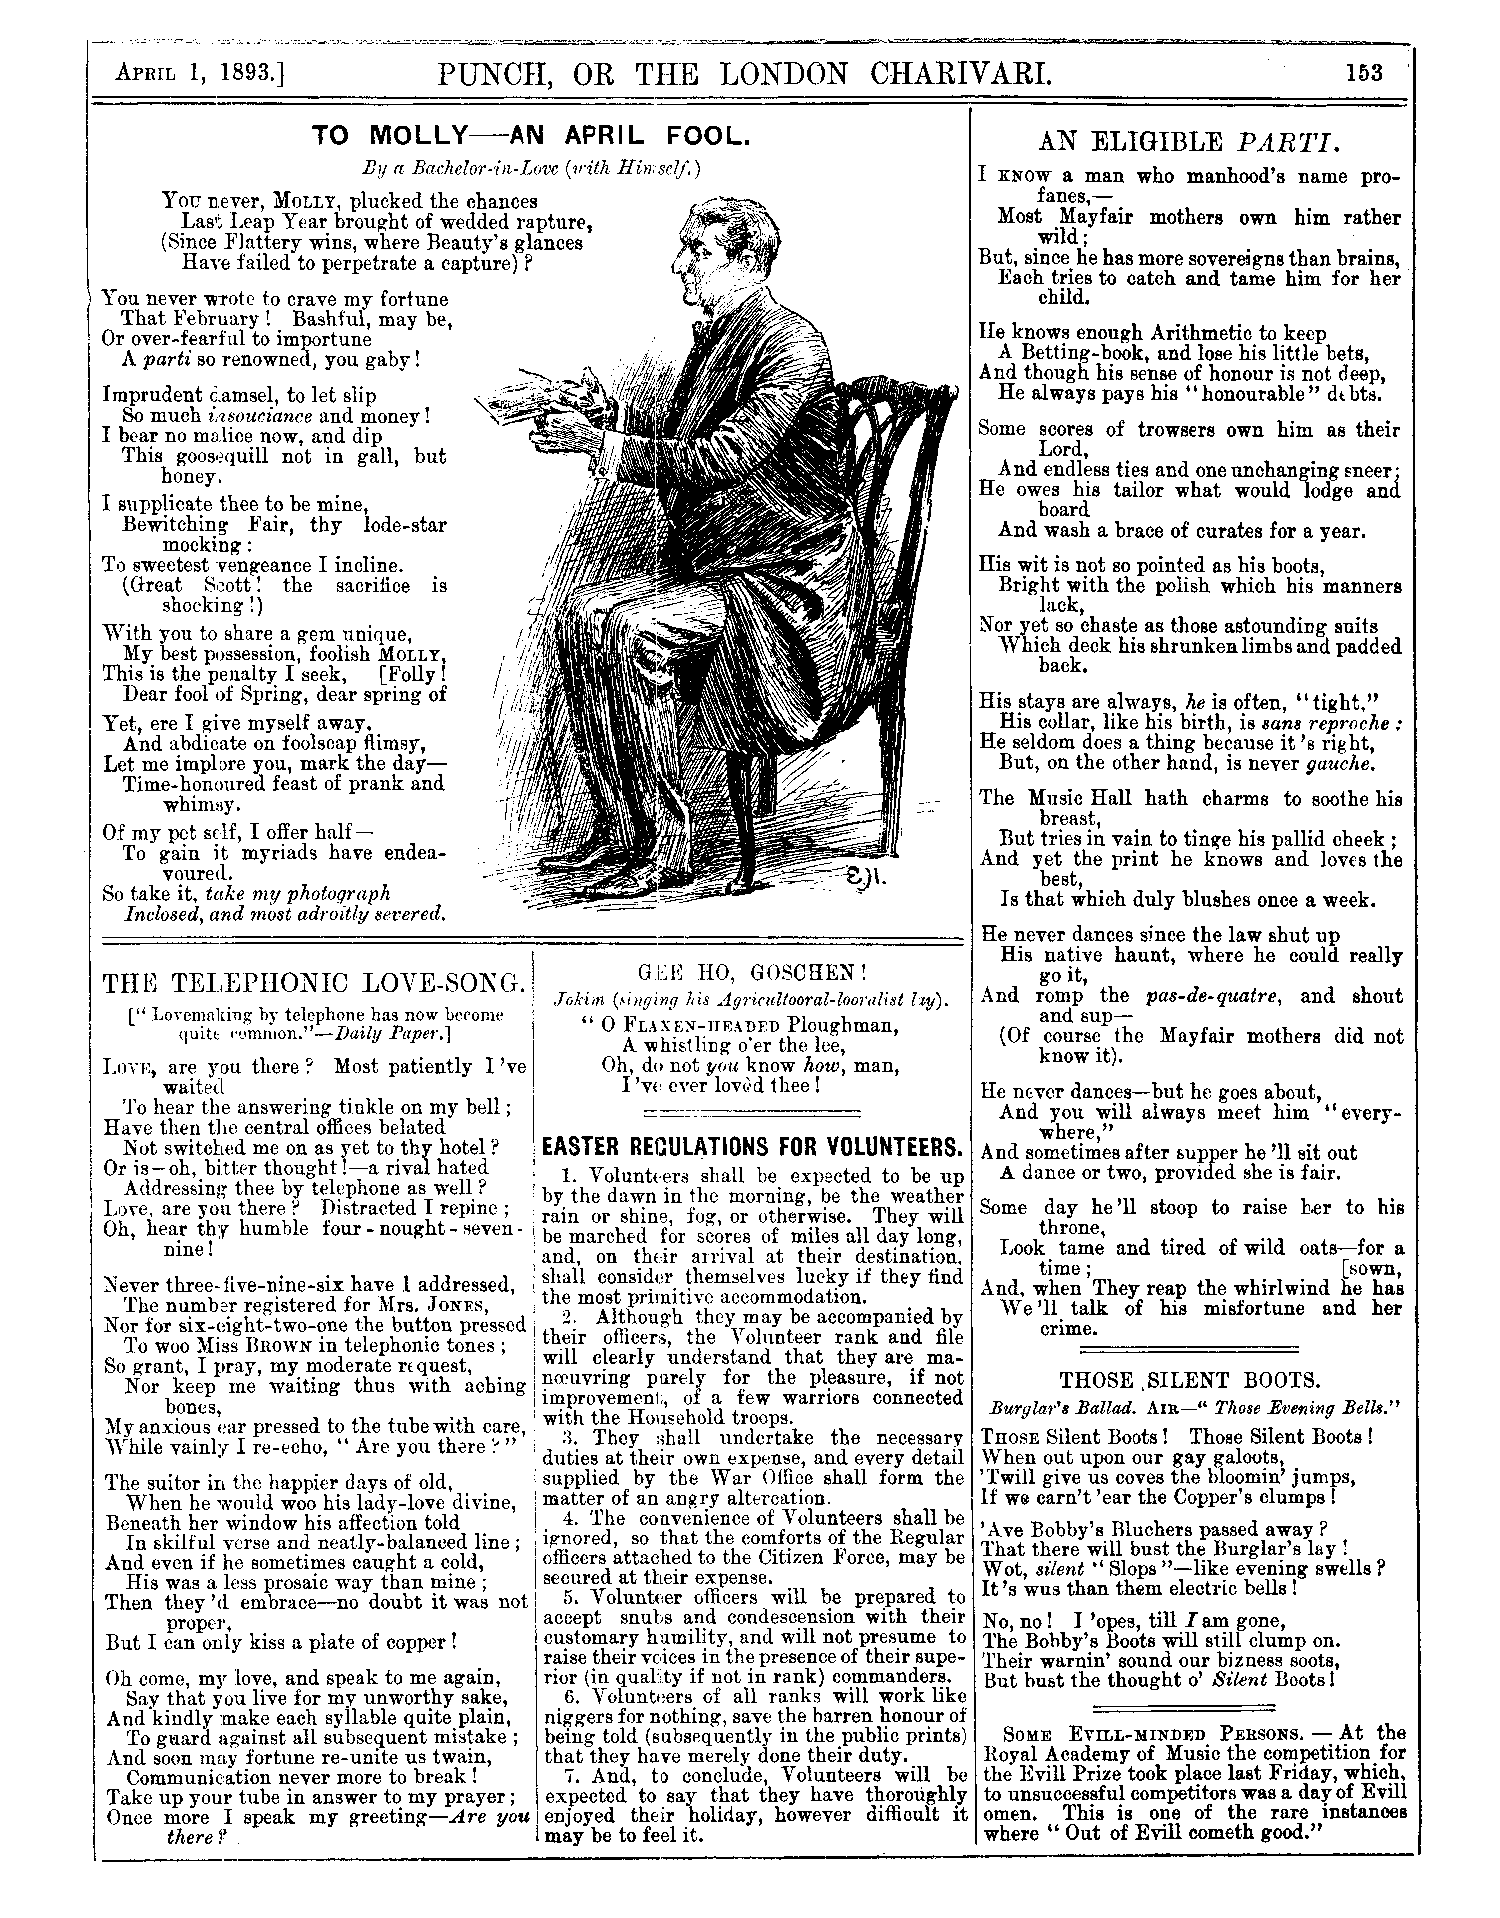 APRIL 1, 1893.]
PUNCH, OR THE LONDON CHARIVARI.
153
TO MOLLY—AN APRIL FOOL.
By a Bachelor-in-Love (with Himself.)
YOU never, MOLLY, plucked the chances
Last Leap Year brought of wedded rapture,
(Since Flattery wins, where Beauty's glances
Have failed to perpetrate a capture)?
You never wrote to crave my fortune
That February! Bashful, may be,
Or over-fearful to importune
A parti so renowned, you gaby!
Imprudent damsel, to let slip
So much insouciance and money!
I bear no malice now, and dip
This goosequill not in gall, but
honey.
I supplicate thee to be mine,
Bewitching Fair, thy lode-star
mocking:
To sweetest vengeance I incline.
(Great Scott! the sacrifice is
shocking!)
With you to share a gem unique,
My best possession, foolish MOLLY,
This is the penalty I seek, [Folly!
Dear fool of Spring, dear spring of
Yet, ere I give myself away,
And abdicate on foolscap flimsy,
Let me implore you, mark the day—
Time-honoured feast of prank and
whimsy.
Of my pet self, I offer half—
To gain it myriads have endea-
voured.
So take it, take my photograph
Inclosed, and most adroitly severed.
THE TELEPHONIC LOVE-SONG.
["Lovemaking by telephone has now become
quite common."—Daily Paper.]
LOVE, are you there? Most patiently I've
waited
To hear the answering tinkle on my bell;
Have then the central offices belated
Not switched me on as yet to thy hotel?
Or is—oh, bitter thought!—a rival hated
Addressing thee by telephone as well?
Love, are you there? Distracted I repine;
Oh, hear thy humble four-nought-seven-
nine!
Never three-five-nine-six have I addressed,
The number registered for Mrs. JONES,
Nor for six-eight-two-one the button pressed
To woo Miss BROWN in telephonic tones;
So grant, I pray, my moderate request,
Nor keep me waiting thus with aching
bones,
My anxious ear pressed to the tube with care,
While vainly I re-echo, "Are you there?"
The suitor in the happier days of old,
When he would woo his lady-love divine,
Beneath her window his affection told
In skilful verse and neatly-balanced line;
And even if he sometimes caught a cold,
His was a less prosaic way than mine;
Then they'd embrace—no doubt it was not
proper,
But I can only kiss a plate of copper!
Oh come, my love, and speak to me again,
Say that you live for my unworthy sake,
And kindly make each syllable quite plain,
To guard against all subsequent mistake;
And soon may fortune re-unite us twain,
Communication never more to break!
Take up your tube in answer to my prayer;
Once more I speak my greeting—Are you
there?
GEE HO, GOSCHEN!
Jokim (singing his Agricultooral-looralist lay).
"O FLAXEN-HEADED Ploughman,
A whistling o'er the lee,
Oh, do not you know how, man,
I've ever lovèd thee!
EASTER REGULATIONS FOR VOLUNTEERS.
1. Volunteers shall be expected to be up
by the dawn in the morning, be the weather
rain or shine, fog, or otherwise. They will
be marched for scores of miles all day long,
and, on their arrival at their destination,
shall consider themselves lucky if they find
the most primitive accommodation.
2. Although they may be accompanied by
their officers, the Volunteer rank and file
will clearly understand that they are ma-
nœuvring purely for the pleasure, if not
improvement, of a few warriors connected
with the Household troops.
3. They shall undertake the necessary
duties at their own expense, and every detail
supplied by the War Office shall form the
matter of an angry altercation.
4. The convenience of Volunteers shall be
ignored, so that the comforts of the Regular
officers attached to the Citizen Force, may be
secured at their expense.
5. Volunteer officers will be prepared to
accept snubs and condescension with their
customary humility, and will not presume to
raise their voices in the presence of their supe-
rior (in quality if not in rank) commanders.
6. Volunteers of all ranks will work like
niggers for nothing, save the barren honour of
being told (subsequently in the public prints)
that they have merely done their duty.
7. And, to conclude, Volunteers will be
expected to say that they have thoroughly
enjoyed their holiday, however difficult it
may be to feel it.
AN ELIGIBLE PARTI.
I KNOW a man who manhood's name pro-
fanes,—
Most Mayfair mothers own him rather
wild;
But, since he has more sovereigns than brains,
Each tries to catch and tame him for her
child.
He knows enough Arithmetic to keep
A Betting-book, and lose his little bets,
And though his sense of honour is not deep,
He always pays his "honourable" debts.
Some scores of trowsers own him as their
Lord,
And endless ties and one unchanging sneer;
He owes his tailor what would lodge and
board
And wash a brace of curates for a year.
His wit is not so pointed as his boots,
Bright with the polish which his manners
lack,
Nor yet so chaste as those astounding suits
Which deck his shrunken limbs and padded
back.
His stays are always, he is often, "tight,"
His collar, like his birth, is sans reproche:
He seldom does a thing because it's right,
But, on the other hand, is never gauche.
The Music Hall hath charms to soothe his
breast,
But tries in vain to tinge his pallid cheek;
And yet the print he knows and loves the
best,
Is that which duly blushes once a week.
He never dances since the law shut up
His native haunt, where he could really
go it,
And romp the pas-de-quatre, and shout
and sup—
(Of course the Mayfair mothers did not
know it).
He never dances—but he goes about,
And you will always meet him "every-
where,"
And sometimes after supper he'll sit out
A dance or two, provided she is fair.
Some day he'll stoop to raise her to his
throne,
Look tame and tired of wild oats—for a
time; [sown,
And, when They reap the whirlwind he has
We'll talk of his misfortune and her
crime.
THOSE SILENT BOOTS.
Burglar's Ballad. AIR—"Those Evening Bells."
THOSE Silent Boots! Those Silent Boots!
When out upon our gay galoots,
'Twill give us coves the bloomin' jumps,
If we carn't 'ear the Copper's clumps!
'Ave Bobby's Bluchers passed away?
That there will bust the Burglar's lay!
Wot, silent "Slops"—like evening swells?
It's wus than them electric bells!
No, no! I 'opes, till I am gone,
The Bobby's Boots will still clump on.
Their warnin' sound our bizness soots,
But bust the thought o' Silent Boots!
SOME EVILL-MINDED PERSONS.—At the
Royal Academy of Music the competition for
the Evill Prize took place last Friday, which,
to unsuccessful competitors was a day of Evill
omen. This is one of the rare instances
where "Out of Evill cometh good."